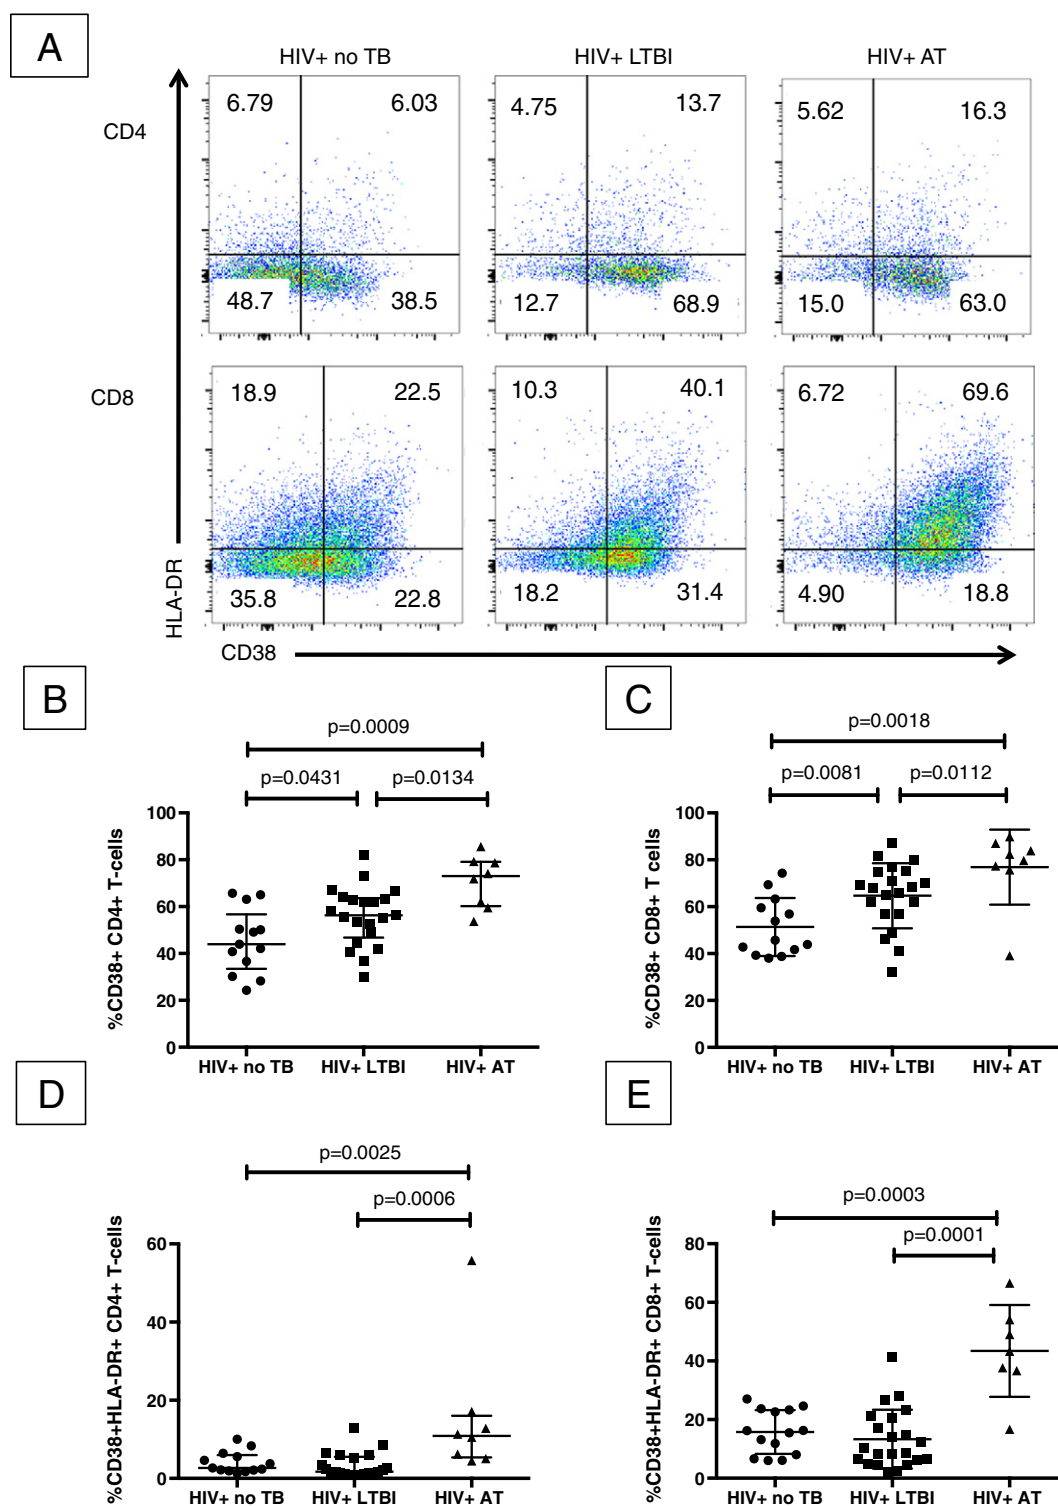 A
HIV+ no TB
HIV+ LTBI
HIV+ AT
CD4
6.79 6.03
48.7 38.5
4.75 13.7
12.7 68.9
5.62 16.3
15.0 63.0
CD8
18.9 22.5
35.8 22.8
10.3 40.1
18.2 31.4
6.72 69.6
4.90 18.8
HLA-DR
CD38
B
p=0.0009
p=0.0431
p=0.0134
%CD38+ CD4+ T-cells
100
80
60
40
20
0
HIV+ no TB
HIV+ LTBI
HIV+ AT
C
p=0.0018
p=0.0081
p=0.0112
%CD38+ CD8+ T cells
100
80
60
40
20
0
HIV+ no TB
HIV+ LTBI
HIV+ AT
D
p=0.0025
p=0.0006
%CD38+HLA-DR+ CD4+ T-cells
60
40
20
0
HIV+ no TB
HIV+ LTBI
HIV+ AT
E
p=0.0003
p=0.0001
%CD38+HLA-DR+ CD8+ T-cells
80
60
40
20
0
HIV+ no TB
HIV+ LTBI
HIV+ AT